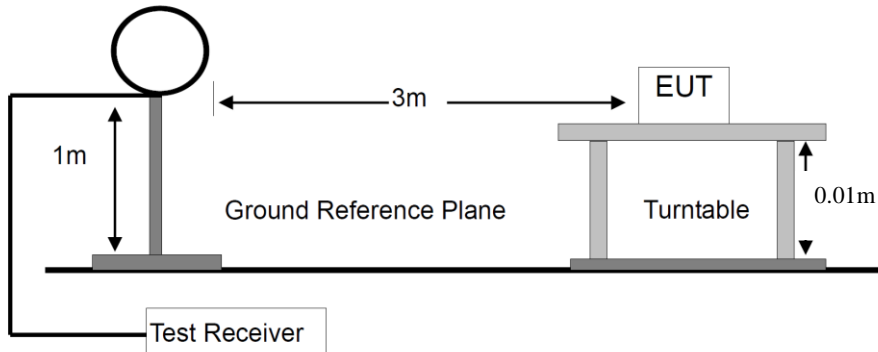 EUT
3m
1m
0.01m
Ground Reference Plane
Turntable
Test Receiver